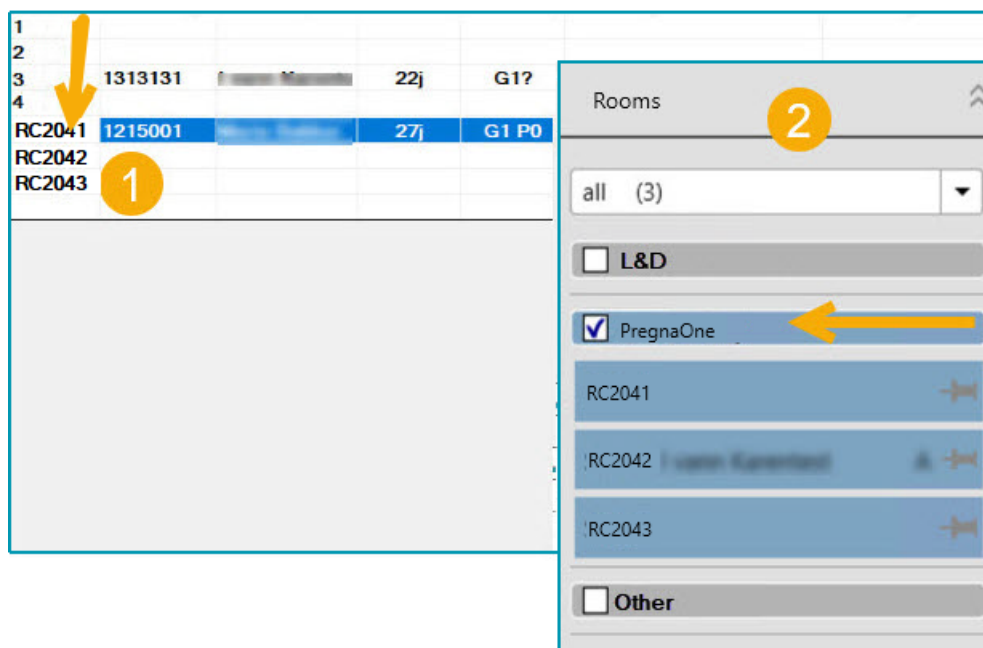 1
2
3 1313131 22j G1?
4
RC2041 1215001 27j G1 P0
RC2042
RC2043
1
Rooms
2
all (3)
L&D
PregnaOne
RC2041
RC2042 A
RC2043
Other